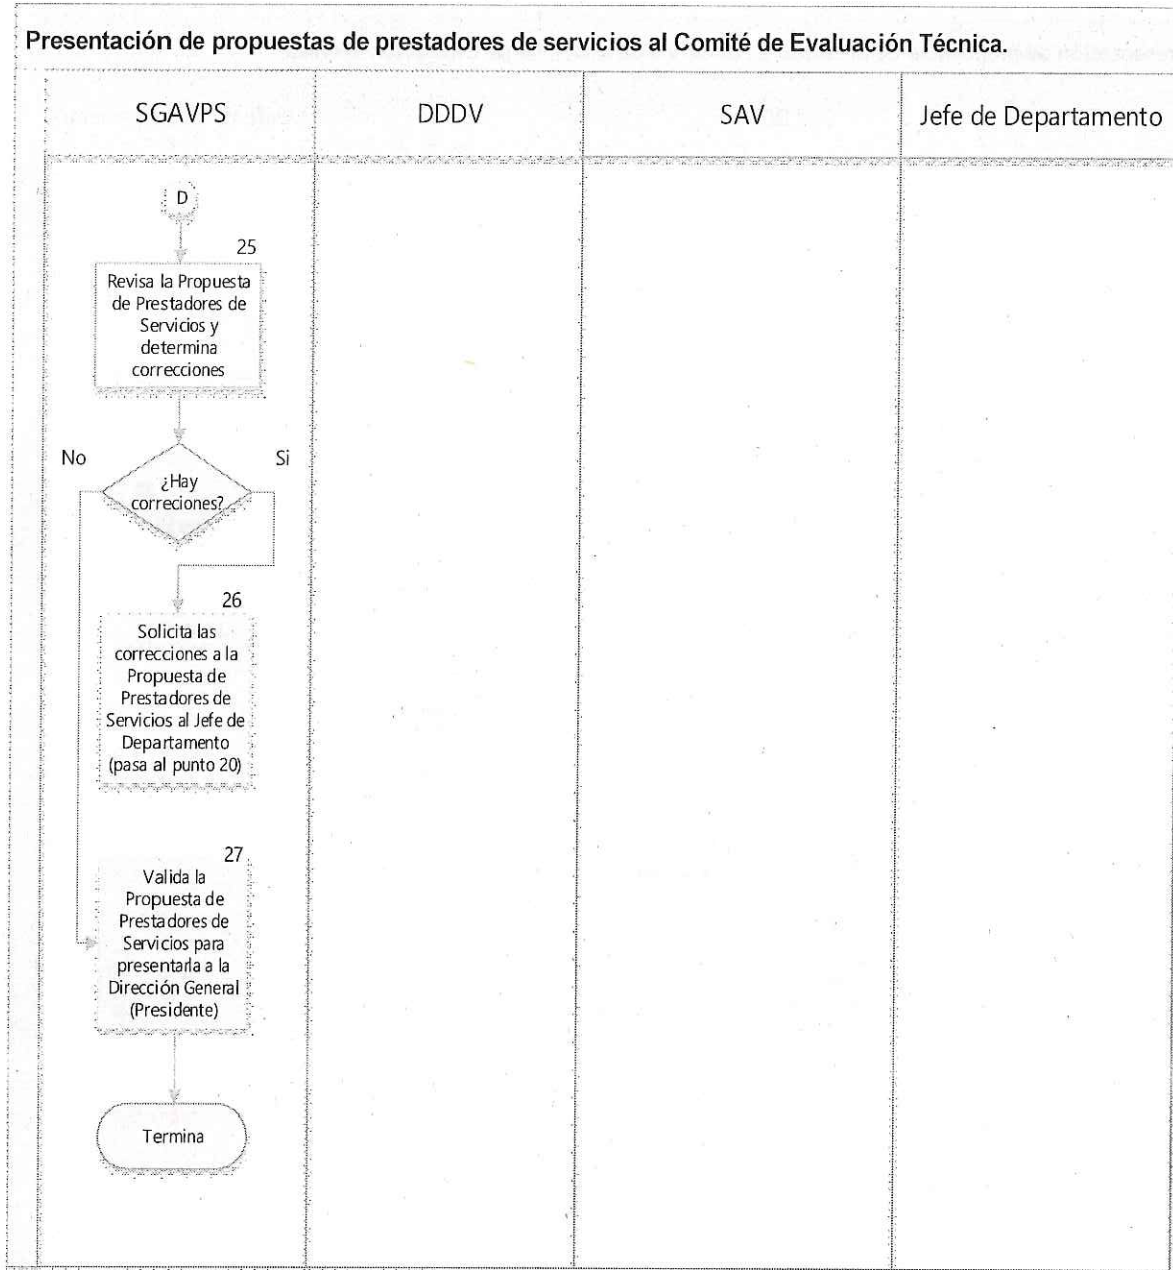 Presentación de propuestas de prestadores de servicios al Comité de Evaluación Técnica.
SGAVPS
DDDV
SAV
Jefe de Departamento
D
25
Revisa la Propuesta
de Prestadores de
Servicios y
determina
correcciones
No
Si
¿Hay
correciones?
26
Solicita las
correcciones a la
Propuesta de
Prestadores de
Servicios al Jefe de
Departamento
(pasa al punto 20)
27
Valida la
Propuesta de
Prestadores de
Servicios para
presentarla a la
Dirección General
(Presidente)
Termina